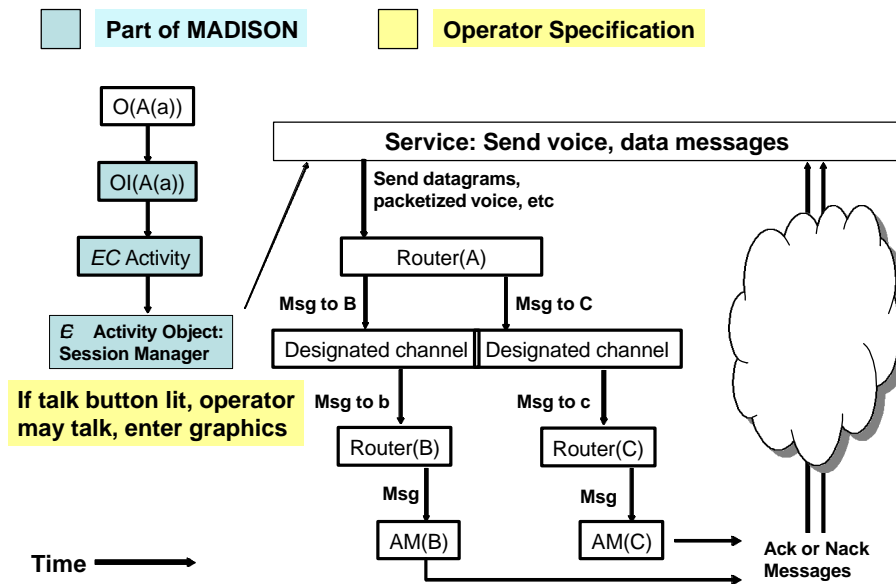 Part of MADISON
Operator Specification
O(A(a))
Service: Send voice, data messages
OI(A(a))
Send datagrams,
packetized voice, etc
EC Activity
Router(A)
Msg to B
Msg to C
Є Activity Object:
Session Manager
Designated channel
Designated channel
If talk button lit, operator
may talk, enter graphics
Msg to b
Msg to c
Router(B)
Router(C)
Msg
Msg
AM(B)
AM(C)
Ack or Nack
Messages
Time